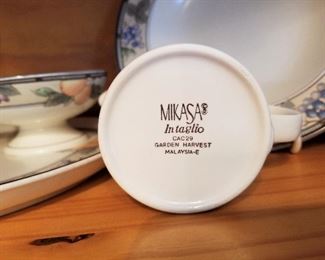 MIKASA
Intaglio
CAC29
GARDEN HARVEST
MALAYSIA-E